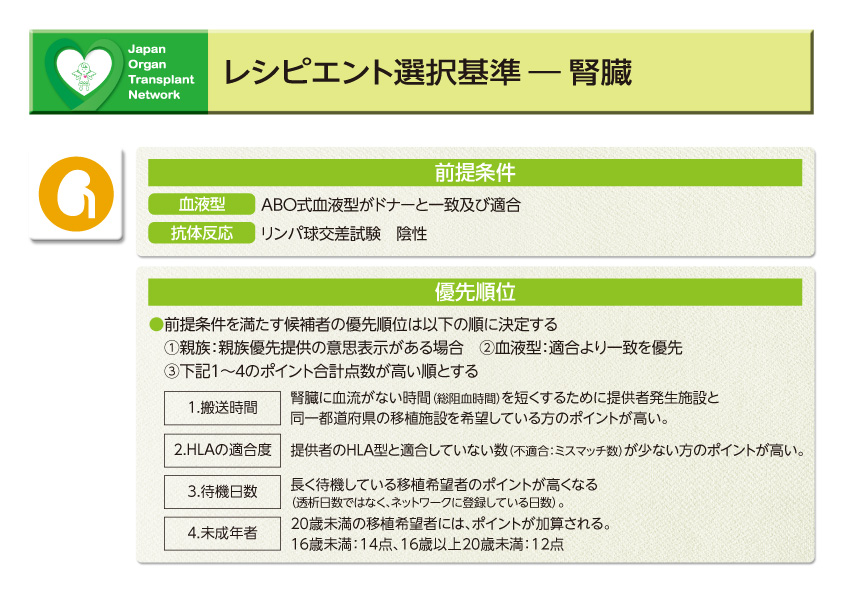 Japan
Organ
Transplant
Network
レシピエント選択基準 ― 腎臓
前提条件
血液型 ABO式血液型がドナーと一致及び適合
抗体反応 リンパ球交差試験　陰性
優先順位
●前提条件を満たす候補者の優先順位は以下の順に決定する
①親族：親族優先提供の意思表示がある場合　②血液型：適合より一致を優先
③下記1～4のポイント合計点数が高い順とする
1.搬送時間
腎臓に血流がない時間（総阻血時間）を短くするために提供者発生施設と
同一都道府県の移植施設を希望している方のポイントが高い。
2.HLAの適合度
提供者のHLA型と適合していない数（不適合：ミスマッチ数）が少ない方のポイントが高い。
3.待機日数
長く待機している移植希望者のポイントが高くなる
（透析日数ではなく、ネットワークに登録している日数）。
4.未成年者
20歳未満の移植希望者には、ポイントが加算される。
16歳未満：14点、16歳以上20歳未満：12点